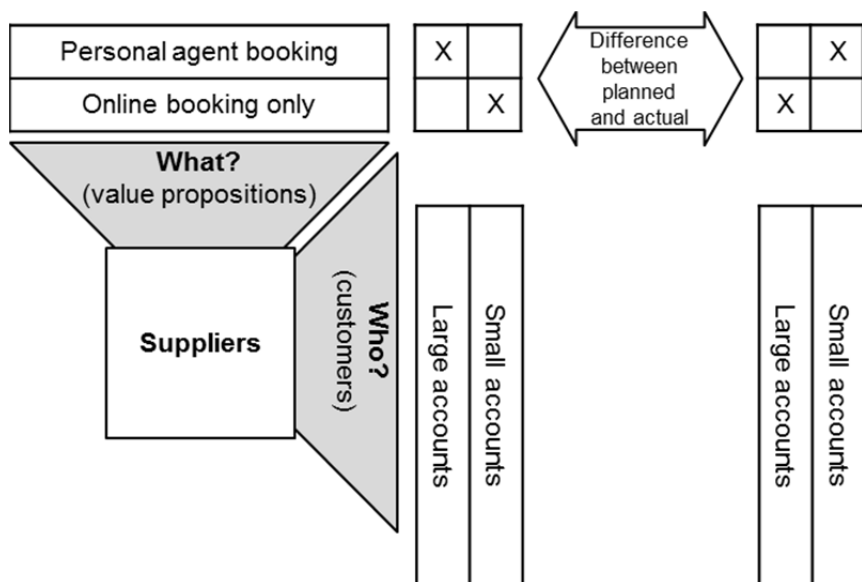 Personal agent booking
Online booking only
X
X
Difference
between
planned
and actual
X
X
What?
(value propositions)
Suppliers
Who?
(customers)
Large accounts
Small accounts
Large accounts
Small accounts